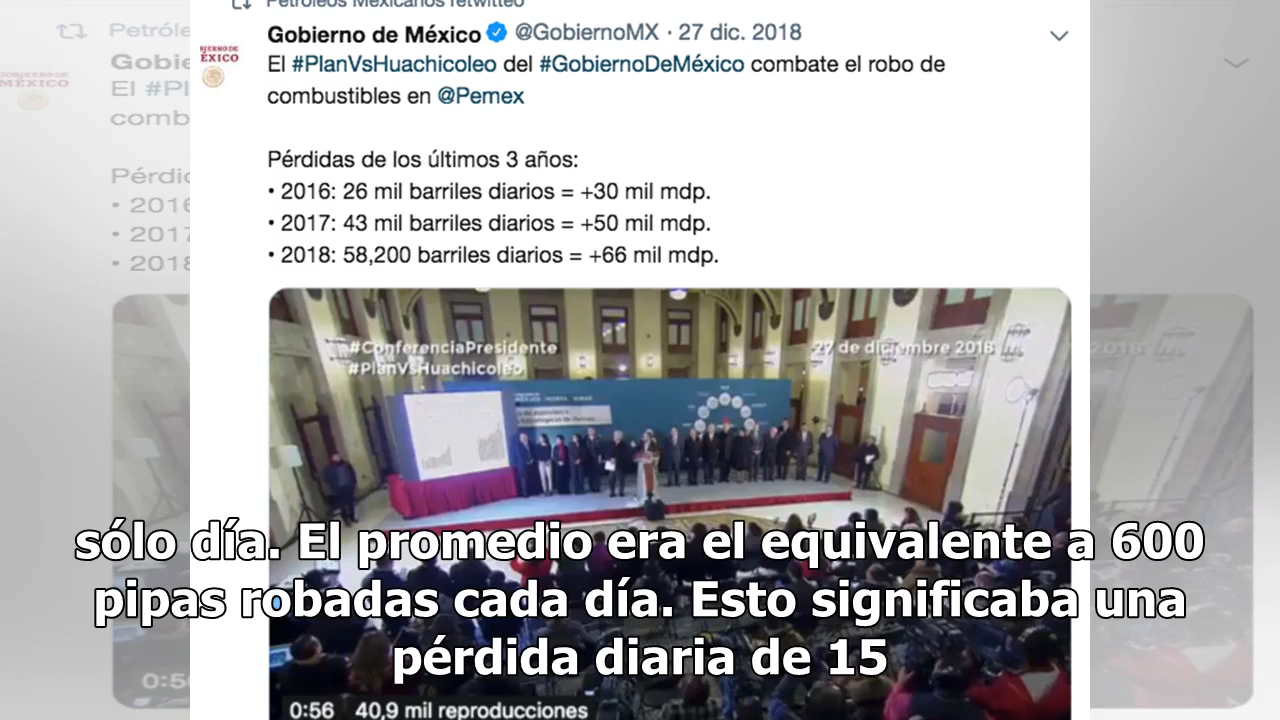 Petróleos Mexicanos retwitteó
Gobierno de México @GobiernoMX · 27 dic. 2018
GOBIERNO DE
MÉXICO
El #PlanVsHuachicoleo del #GobiernoDeMéxico combate el robo de
combustibles en @Pemex
Pérdidas de los últimos 3 años:
• 2016: 26 mil barriles diarios = +30 mil mdp.
• 2017: 43 mil barriles diarios = +50 mil mdp.
• 2018: 58,200 barriles diarios = +66 mil mdp.
#ConferenciaPresidente
#PlanVsHuachicoleo
27 de diciembre 2018
sólo día. El promedio era el equivalente a 600
pipas robadas cada día. Esto significaba una
pérdida diaria de 15
0:56 40,9 mil reproducciones